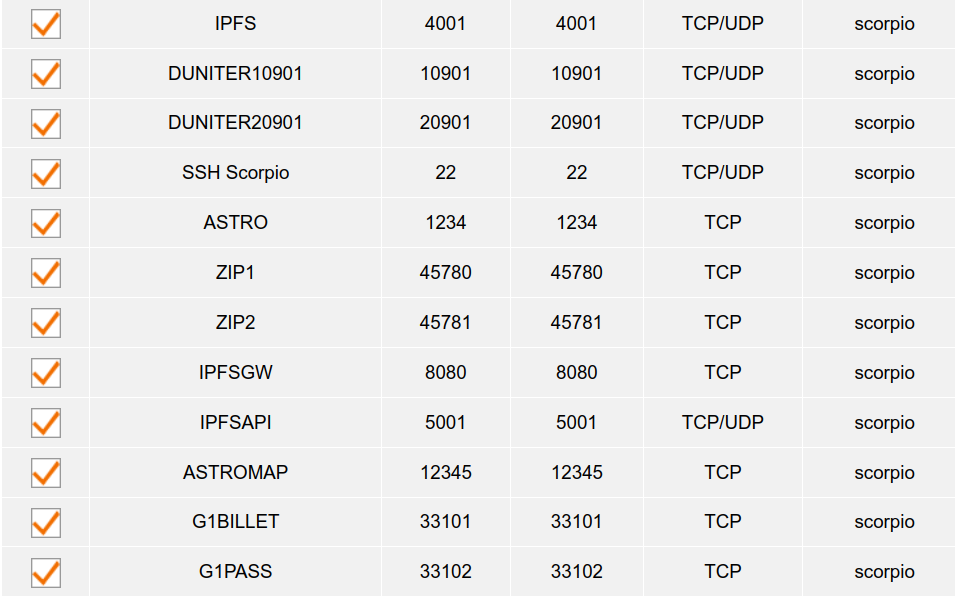 IPFS 4001 4001 TCP/UDP scorpio
DUNITER10901 10901 10901 TCP/UDP scorpio
DUNITER20901 20901 20901 TCP/UDP scorpio
SSH Scorpio 22 22 TCP/UDP scorpio
ASTRO 1234 1234 TCP scorpio
ZIP1 45780 45780 TCP scorpio
ZIP2 45781 45781 TCP scorpio
IPFSGW 8080 8080 TCP scorpio
IPFSAPI 5001 5001 TCP/UDP scorpio
ASTROMAP 12345 12345 TCP scorpio
G1BILLET 33101 33101 TCP scorpio
G1PASS 33102 33102 TCP scorpio